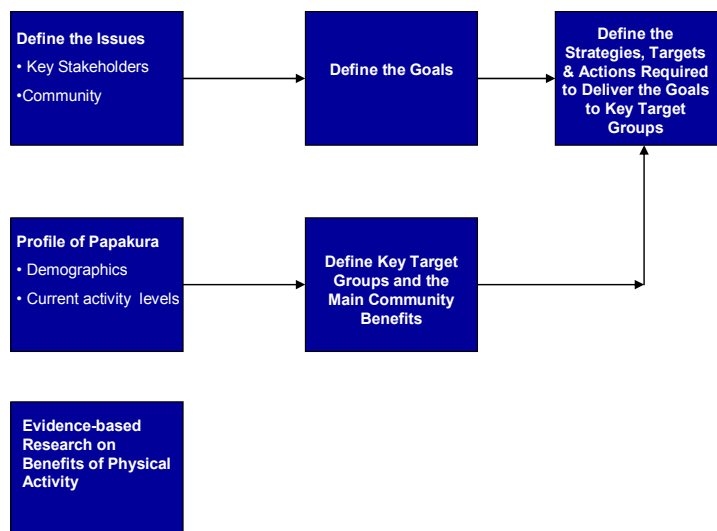 Define the Issues
• Key Stakeholders
•Community
Define the Goals
Define the
Strategies, Targets
& Actions Required
to Deliver the Goals
to Key Target
Groups
Profile of Papakura
• Demographics
• Current activity levels
Define Key Target
Groups and the
Main Community
Benefits
Evidence-based
Research on
Benefits of Physical
Activity